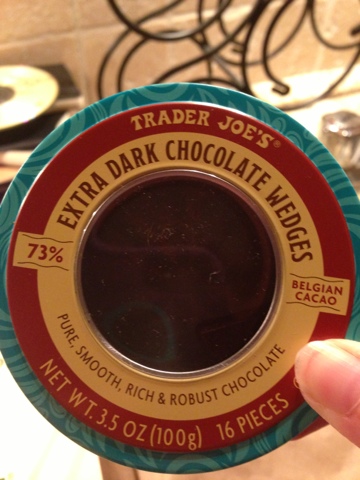 TRADER JOE'S®
EXTRA DARK CHOCOLATE WEDGES
73%
BELGIAN
CACAO
PURE, SMOOTH, RICH & ROBUST CHOCOLATE
NET WT. 3.5 OZ (100g) 16 PIECES